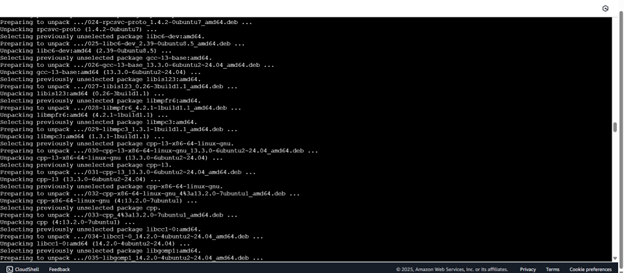 Preparing to unpack .../024-rpcsvc-proto_1.4.2-0ubuntu7_amd64.deb ...
Unpacking rpcsvc-proto (1.4.2-0ubuntu7) ...
Selecting previously unselected package libc6-dev:amd64.
Preparing to unpack .../025-libc6-dev_2.39-0ubuntu8.5_amd64.deb ...
Unpacking libc6-dev:amd64 (2.39-0ubuntu8.5) ...
Selecting previously unselected package gcc-13-base:amd64.
Preparing to unpack .../026-gcc-13-base_13.3.0-6ubuntu2~24.04_amd64.deb ...
Unpacking gcc-13-base:amd64 (13.3.0-6ubuntu2~24.04) ...
Selecting previously unselected package libisl23:amd64.
Preparing to unpack .../027-libisl23_0.26-3build1.1_amd64.deb ...
Unpacking libisl23:amd64 (0.26-3build1.1) ...
Selecting previously unselected package libmpfr6:amd64.
Preparing to unpack .../028-libmpfr6_4.2.1-1build1.1_amd64.deb ...
Unpacking libmpfr6:amd64 (4.2.1-1build1.1) ...
Selecting previously unselected package libmpc3:amd64.
Preparing to unpack .../029-libmpc3_1.3.1-1build1.1_amd64.deb ...
Unpacking libmpc3:amd64 (1.3.1-1build1.1) ...
Selecting previously unselected package cpp-13-x86-64-linux-gnu.
Preparing to unpack .../030-cpp-13-x86-64-linux-gnu_13.3.0-6ubuntu2~24.04_amd64.deb ...
Unpacking cpp-13-x86-64-linux-gnu (13.3.0-6ubuntu2~24.04) ...
Selecting previously unselected package cpp-13.
Preparing to unpack .../031-cpp-13_13.3.0-6ubuntu2~24.04_amd64.deb ...
Unpacking cpp-13 (13.3.0-6ubuntu2~24.04) ...
Selecting previously unselected package cpp-x86-64-linux-gnu.
Preparing to unpack .../032-cpp-x86-64-linux-gnu_4%3a13.2.0-7ubuntu1_amd64.deb ...
Unpacking cpp-x86-64-linux-gnu (4:13.2.0-7ubuntu1) ...
Selecting previously unselected package cpp.
Preparing to unpack .../033-cpp_4%3a13.2.0-7ubuntu1_amd64.deb ...
Unpacking cpp (4:13.2.0-7ubuntu1) ...
Selecting previously unselected package libcc1-0:amd64.
Preparing to unpack .../034-libcc1-0_14.2.0-4ubuntu2~24.04_amd64.deb ...
Unpacking libcc1-0:amd64 (14.2.0-4ubuntu2~24.04) ...
Selecting previously unselected package libgomp1:amd64.
Preparing to unpack .../035-libgomp1_14.2.0-4ubuntu2~24.04_amd64.deb ...
CloudShell Feedback © 2025, Amazon Web Services, Inc. or its affiliates. Privacy Terms Cookie preferences